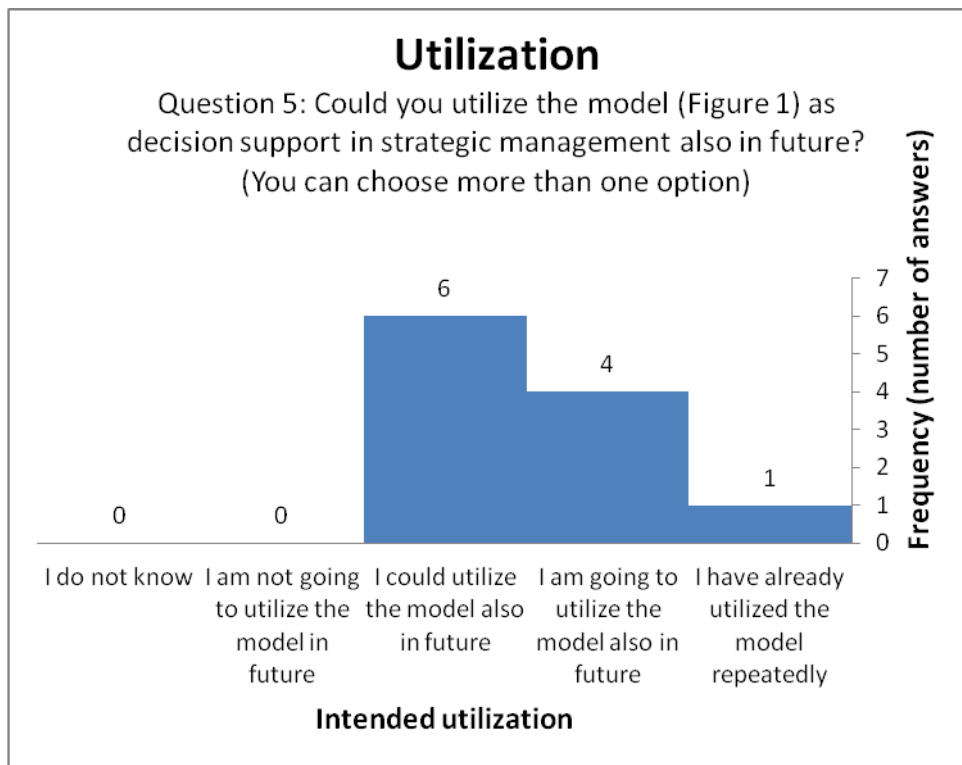 Utilization
Question 5: Could you utilize the model (Figure 1) as
decision support in strategic management also in future?
(You can choose more than one option)
Frequency (number of answers)
7
6
5
4
3
2
1
0
0
0
6
4
1
I do not know
I am not going
to utilize the
model in
future
I could utilize
the model also
in future
I am going to
utilize the
model also in
future
I have already
utilized the
model
repeatedly
Intended utilization